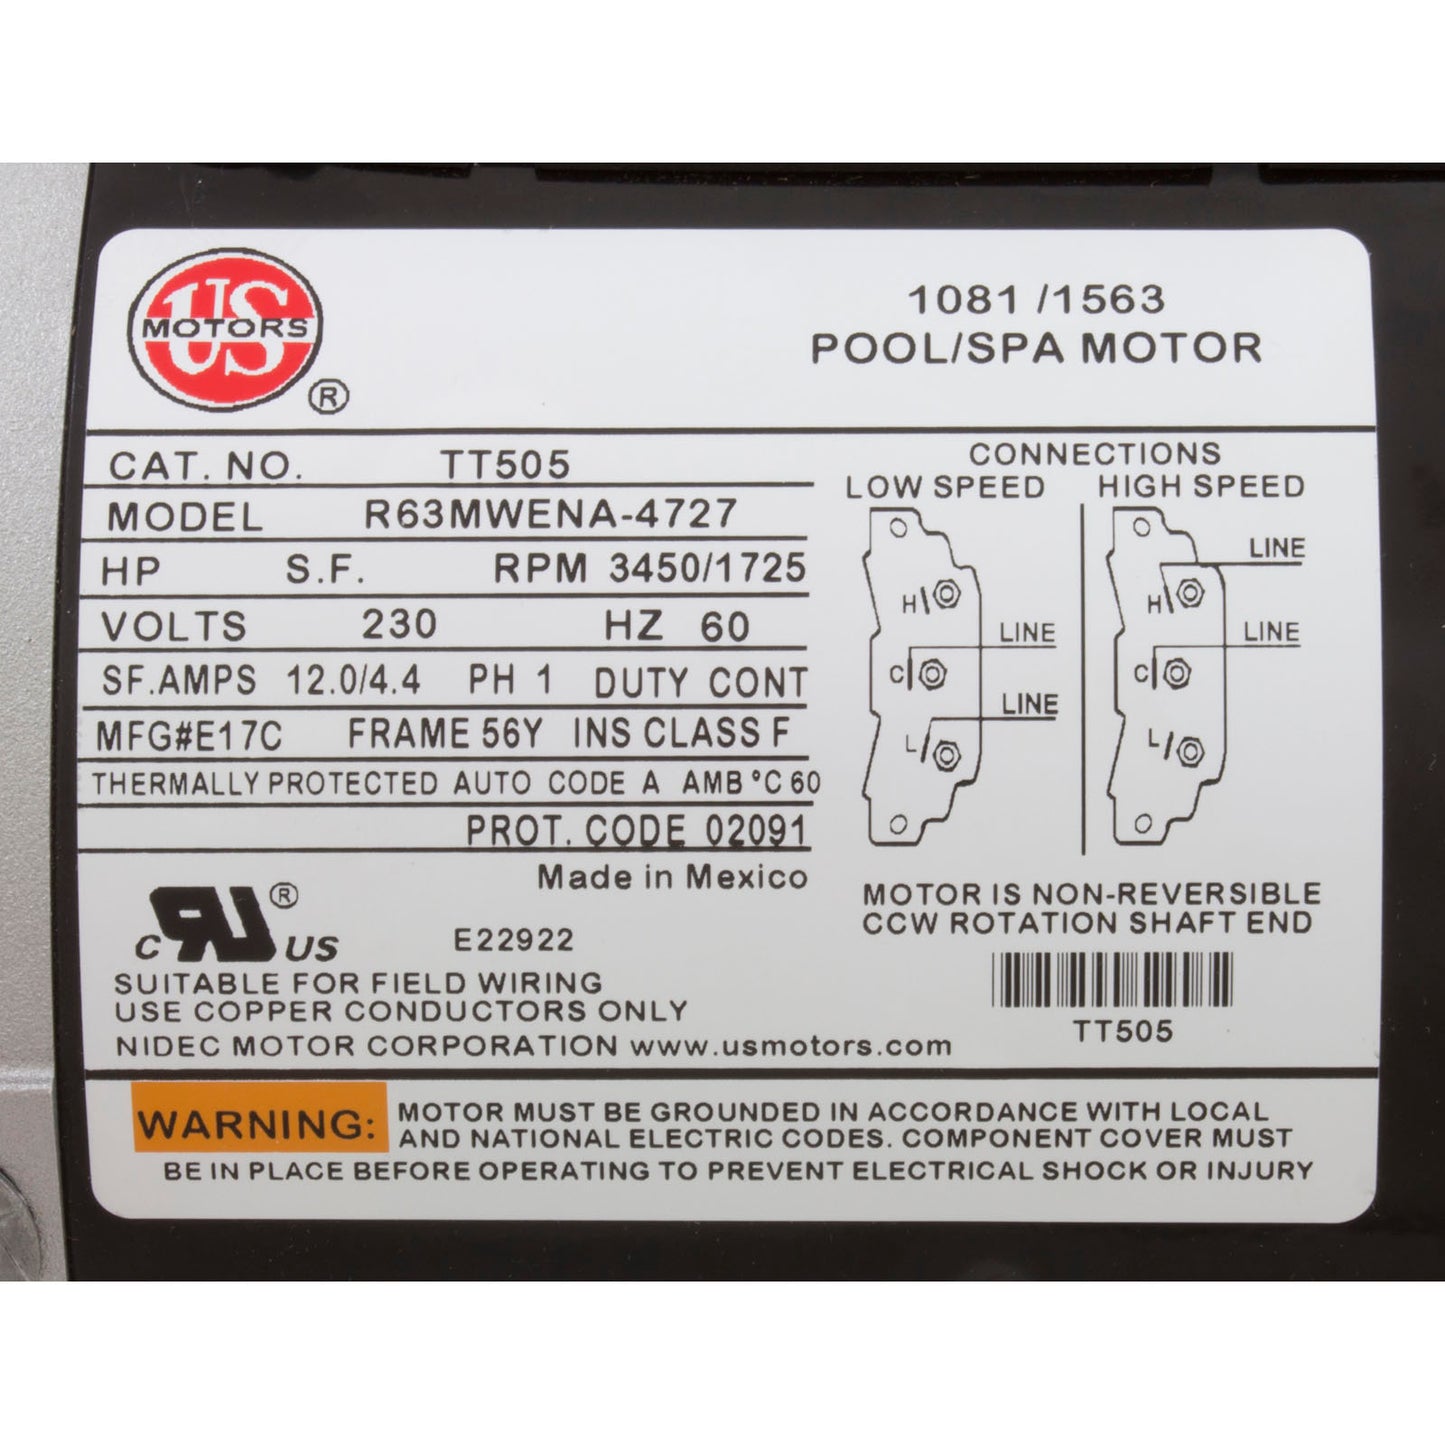 US
MOTORS
®
1081 /1563
POOL/SPA MOTOR
CAT. NO. TT505
MODEL R63MWENA-4727
HP S.F. RPM 3450/1725
VOLTS 230 HZ 60
SF.AMPS 12.0/4.4 PH 1 DUTY CONT
MFG#E17C FRAME 56Y INS CLASS F
THERMALLY PROTECTED AUTO CODE A AMB °C 60
PROT. CODE 02091
Made in Mexico
CONNECTIONS
LOW SPEED HIGH SPEED
H
C LINE
L LINE
H LINE
C LINE
L
MOTOR IS NON-REVERSIBLE
CCW ROTATION SHAFT END
TT505
C RU ® US E22922
SUITABLE FOR FIELD WIRING
USE COPPER CONDUCTORS ONLY
NIDEC MOTOR CORPORATION www.usmotors.com
WARNING: MOTOR MUST BE GROUNDED IN ACCORDANCE WITH LOCAL
AND NATIONAL ELECTRIC CODES. COMPONENT COVER MUST
BE IN PLACE BEFORE OPERATING TO PREVENT ELECTRICAL SHOCK OR INJURY